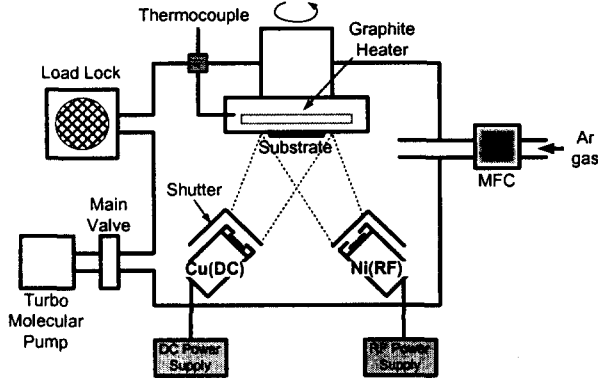 Thermocouple
Graphite
Heater
Load Lock
Substrate
Ar
gas
MFC
Shutter
Main
Valve
Cu(DC)
Ni(RF)
Turbo
Molecular
Pump
DC Power
Supply
RF Power
Supply